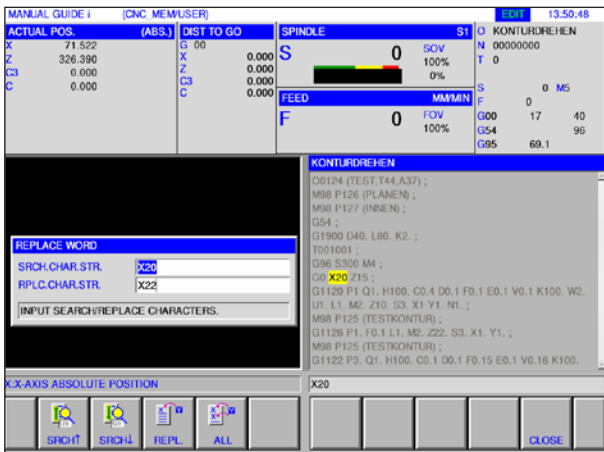 MANUAL GUIDE i (CNC_MEM/USER) EDIT 13:50:48
ACTUAL POS. (ABS.) DIST TO GO SPINDLE S1 O KONTURDREHEN
X 71.522
Z 326.390
C3 0.000
C 0.000
G 00
X 0.000
Z 0.000
C3 0.000
C 0.000
S 0 SOV
100%
0%
FEED MM/MIN
F 0 FOV
100%
N 00000000
T 0
S 0 M5
F 0
G00 17 40
G54 96
G95 69.1
KONTURDREHEN
O0124 (TEST,T44,A37) ;
M98 P126 (PLANEN) ;
M98 P127 (INNEN) ;
G54 ;
G1900 D40. L80. K2. ;
T001001 ;
G96 S300 M4 ;
G0 X20 Z15 ;
G1120 P1 Q1. H100. C0.4 D0.1 F0.1 E0.1 V0.1 K100. W2.
U1. L1. M2. Z10. S3. X1 Y1. N1. ;
M98 P125 (TESTKONTUR) ;
G1126 P1. F0.1 L1. M2. Z22. S3. X1. Y1. ;
M98 P125 (TESTKONTUR) ;
G1122 P3. Q1. H100. C0.1 D0.1 F0.15 E0.1 V0.16 K100.
REPLACE WORD
SRCH.CHAR.STR. X20
RPLC.CHAR.STR. X22
INPUT SEARCH/REPLACE CHARACTERS.
X:X-AXIS ABSOLUTE POSITION X20
SRCH↑ SRCH↓ REPL. ALL CLOSE